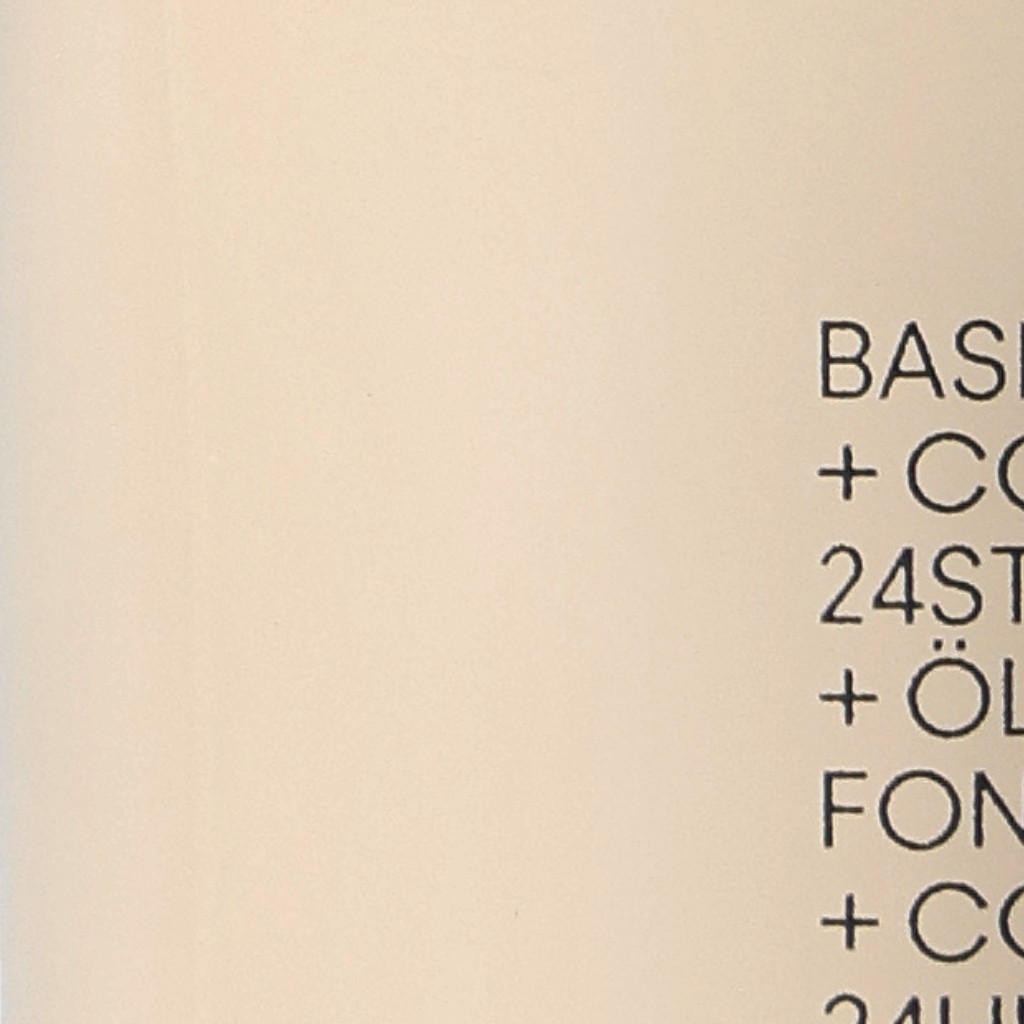 BAS
+ CO
24ST
+ ÖL
FON
+ CO